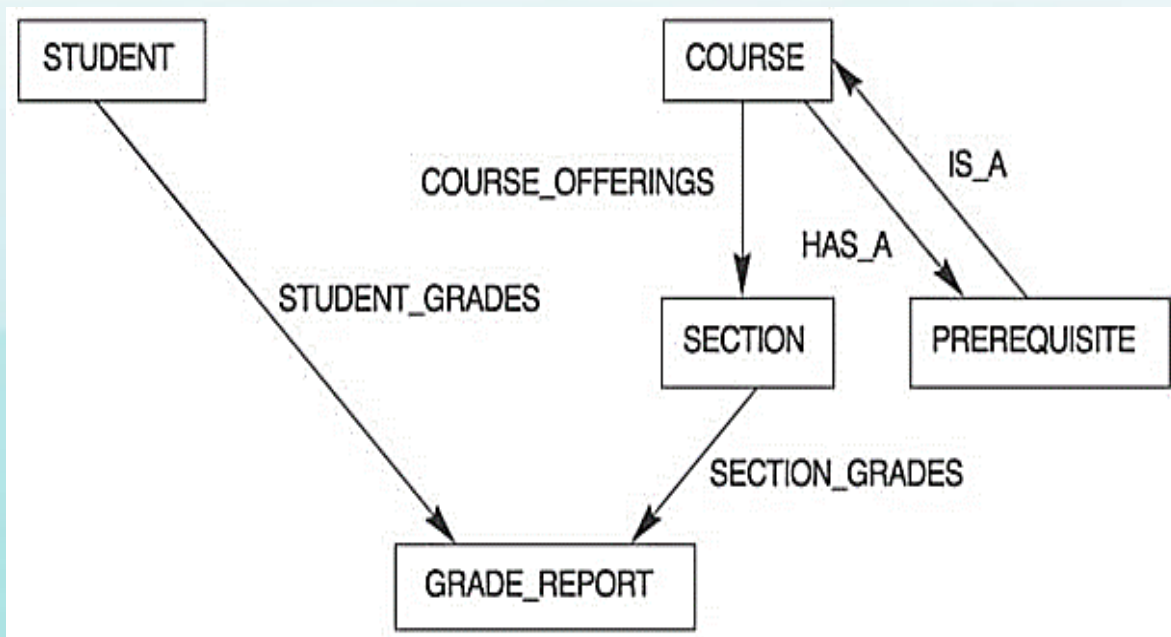 STUDENT
COURSE
IS_A
COURSE_OFFERINGS
HAS_A
STUDENT_GRADES
SECTION
PREREQUISITE
SECTION_GRADES
GRADE_REPORT